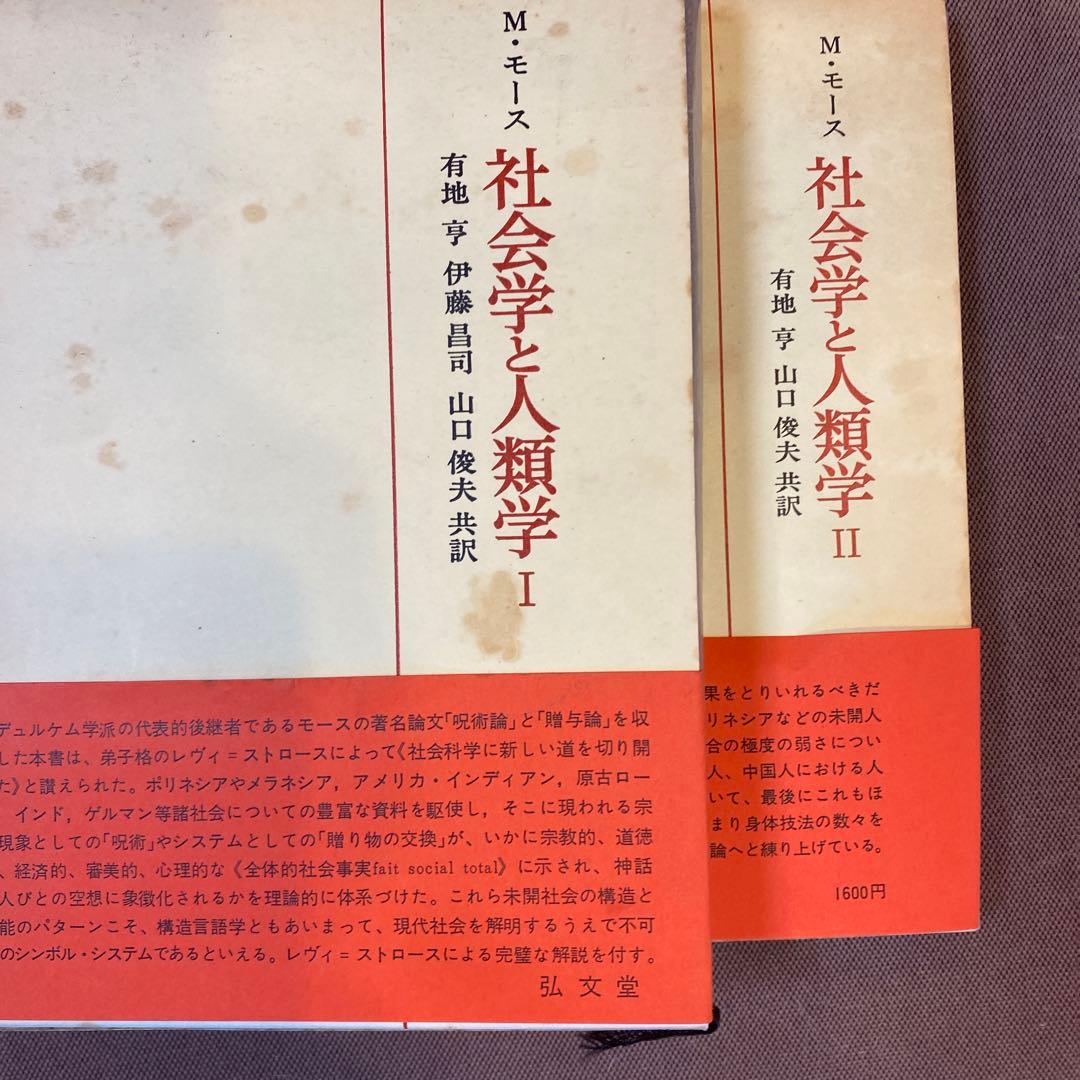 M・モース
社会学と人類学 I
有地 亨 伊藤 昌司 山口 俊夫 共訳
デュルケム学派の代表的後継者であるモースの著名論文「呪術論」と「贈与論」を収
した本書は、弟子格のレヴィ＝ストロースによって《社会科学に新しい道を切り開
た》と讃えられた。ポリネシアやメラネシア，アメリカ・インディアン，原古ロー
インド，ゲルマン等諸社会についての豊富な資料を駆使し，そこに現われる宗
現象としての「呪術」やシステムとしての「贈り物の交換」が、いかに宗教的、道徳
、経済的、審美的、心理的な《全体的社会事実fait social total》に示され、神話
人びとの空想に象徴化されるかを理論的に体系づけた。これら未開社会の構造と
能のパターンこそ、構造言語学ともあいまって、現代社会を解明するうえで不可
のシンボル・システムであるといえる。レヴィ＝ストロースによる完璧な解説を付す。
弘文堂
M・モース
社会学と人類学 II
有地 亨 山口 俊夫 共訳
果をとりいれるべきだ
リネシアなどの未開人
合の極度の弱さについ
人、中国人における人
いて、最後にこれもほ
まり身体技法の数々を
論へと練り上げている。
1600円